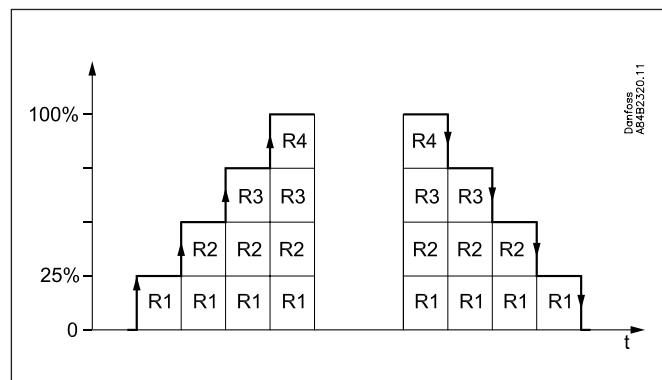 Danfoss
A84B2320.11
100% R4 R4
R3 R3 R3 R3
R2 R2 R2 R2 R2 R2
25%
R1 R1 R1 R1 R1 R1 R1 R1
0
t